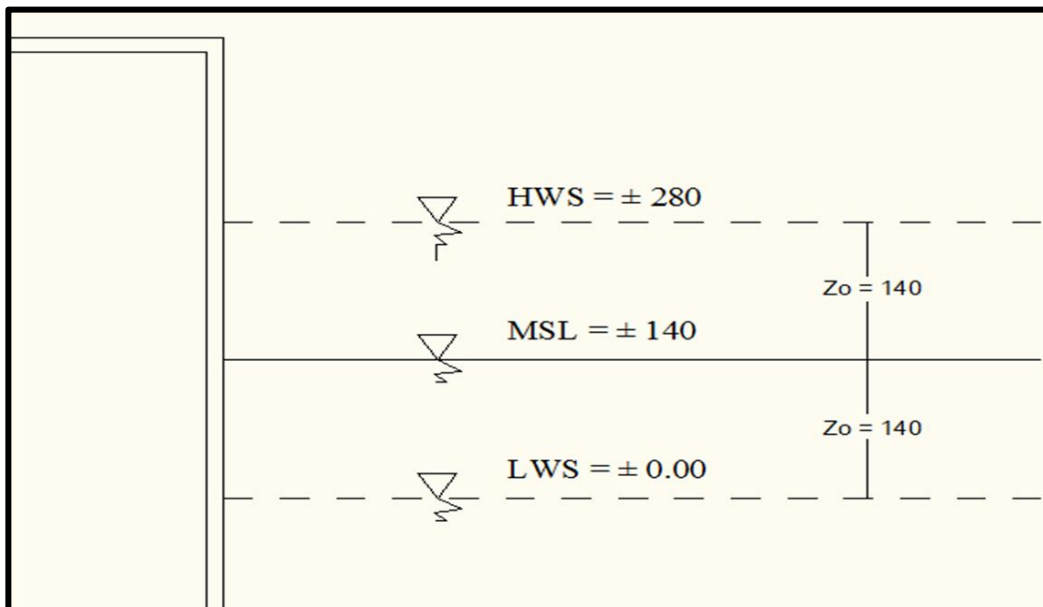 HWS = ± 280
Zo = 140
MSL = ± 140
Zo = 140
LWS = ± 0.00